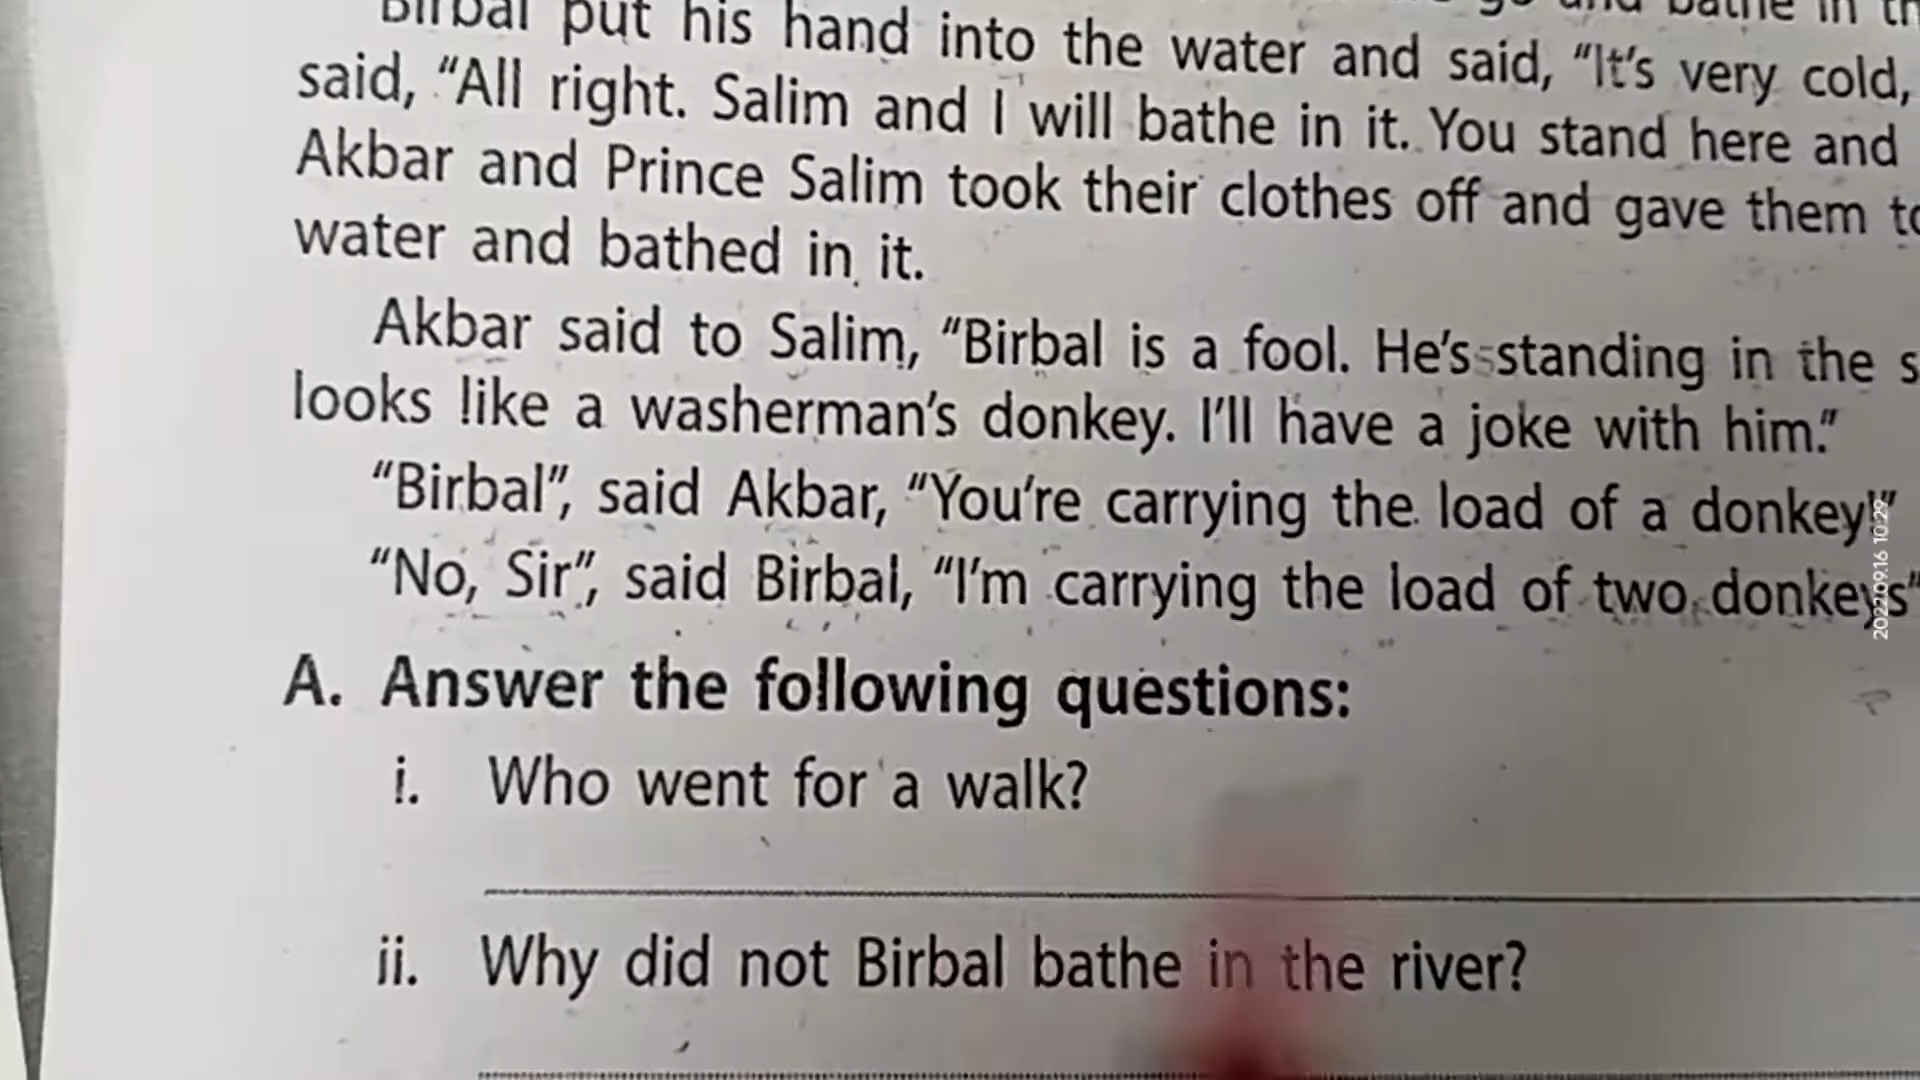 Birbal put his hand into the water and said, “It’s very cold,
said, “All right. Salim and I will bathe in it. You stand here and
Akbar and Prince Salim took their clothes off and gave them to
water and bathed in it.
Akbar said to Salim, “Birbal is a fool. He’s standing in the s
looks like a washerman’s donkey. I’ll have a joke with him.”
“Birbal”, said Akbar, “You’re carrying the load of a donkey!”
“No, Sir”, said Birbal, “I’m carrying the load of two donkeys”
A. Answer the following questions:
i. Who went for a walk?
ii. Why did not Birbal bathe in the river?
2022.09.16 10:29